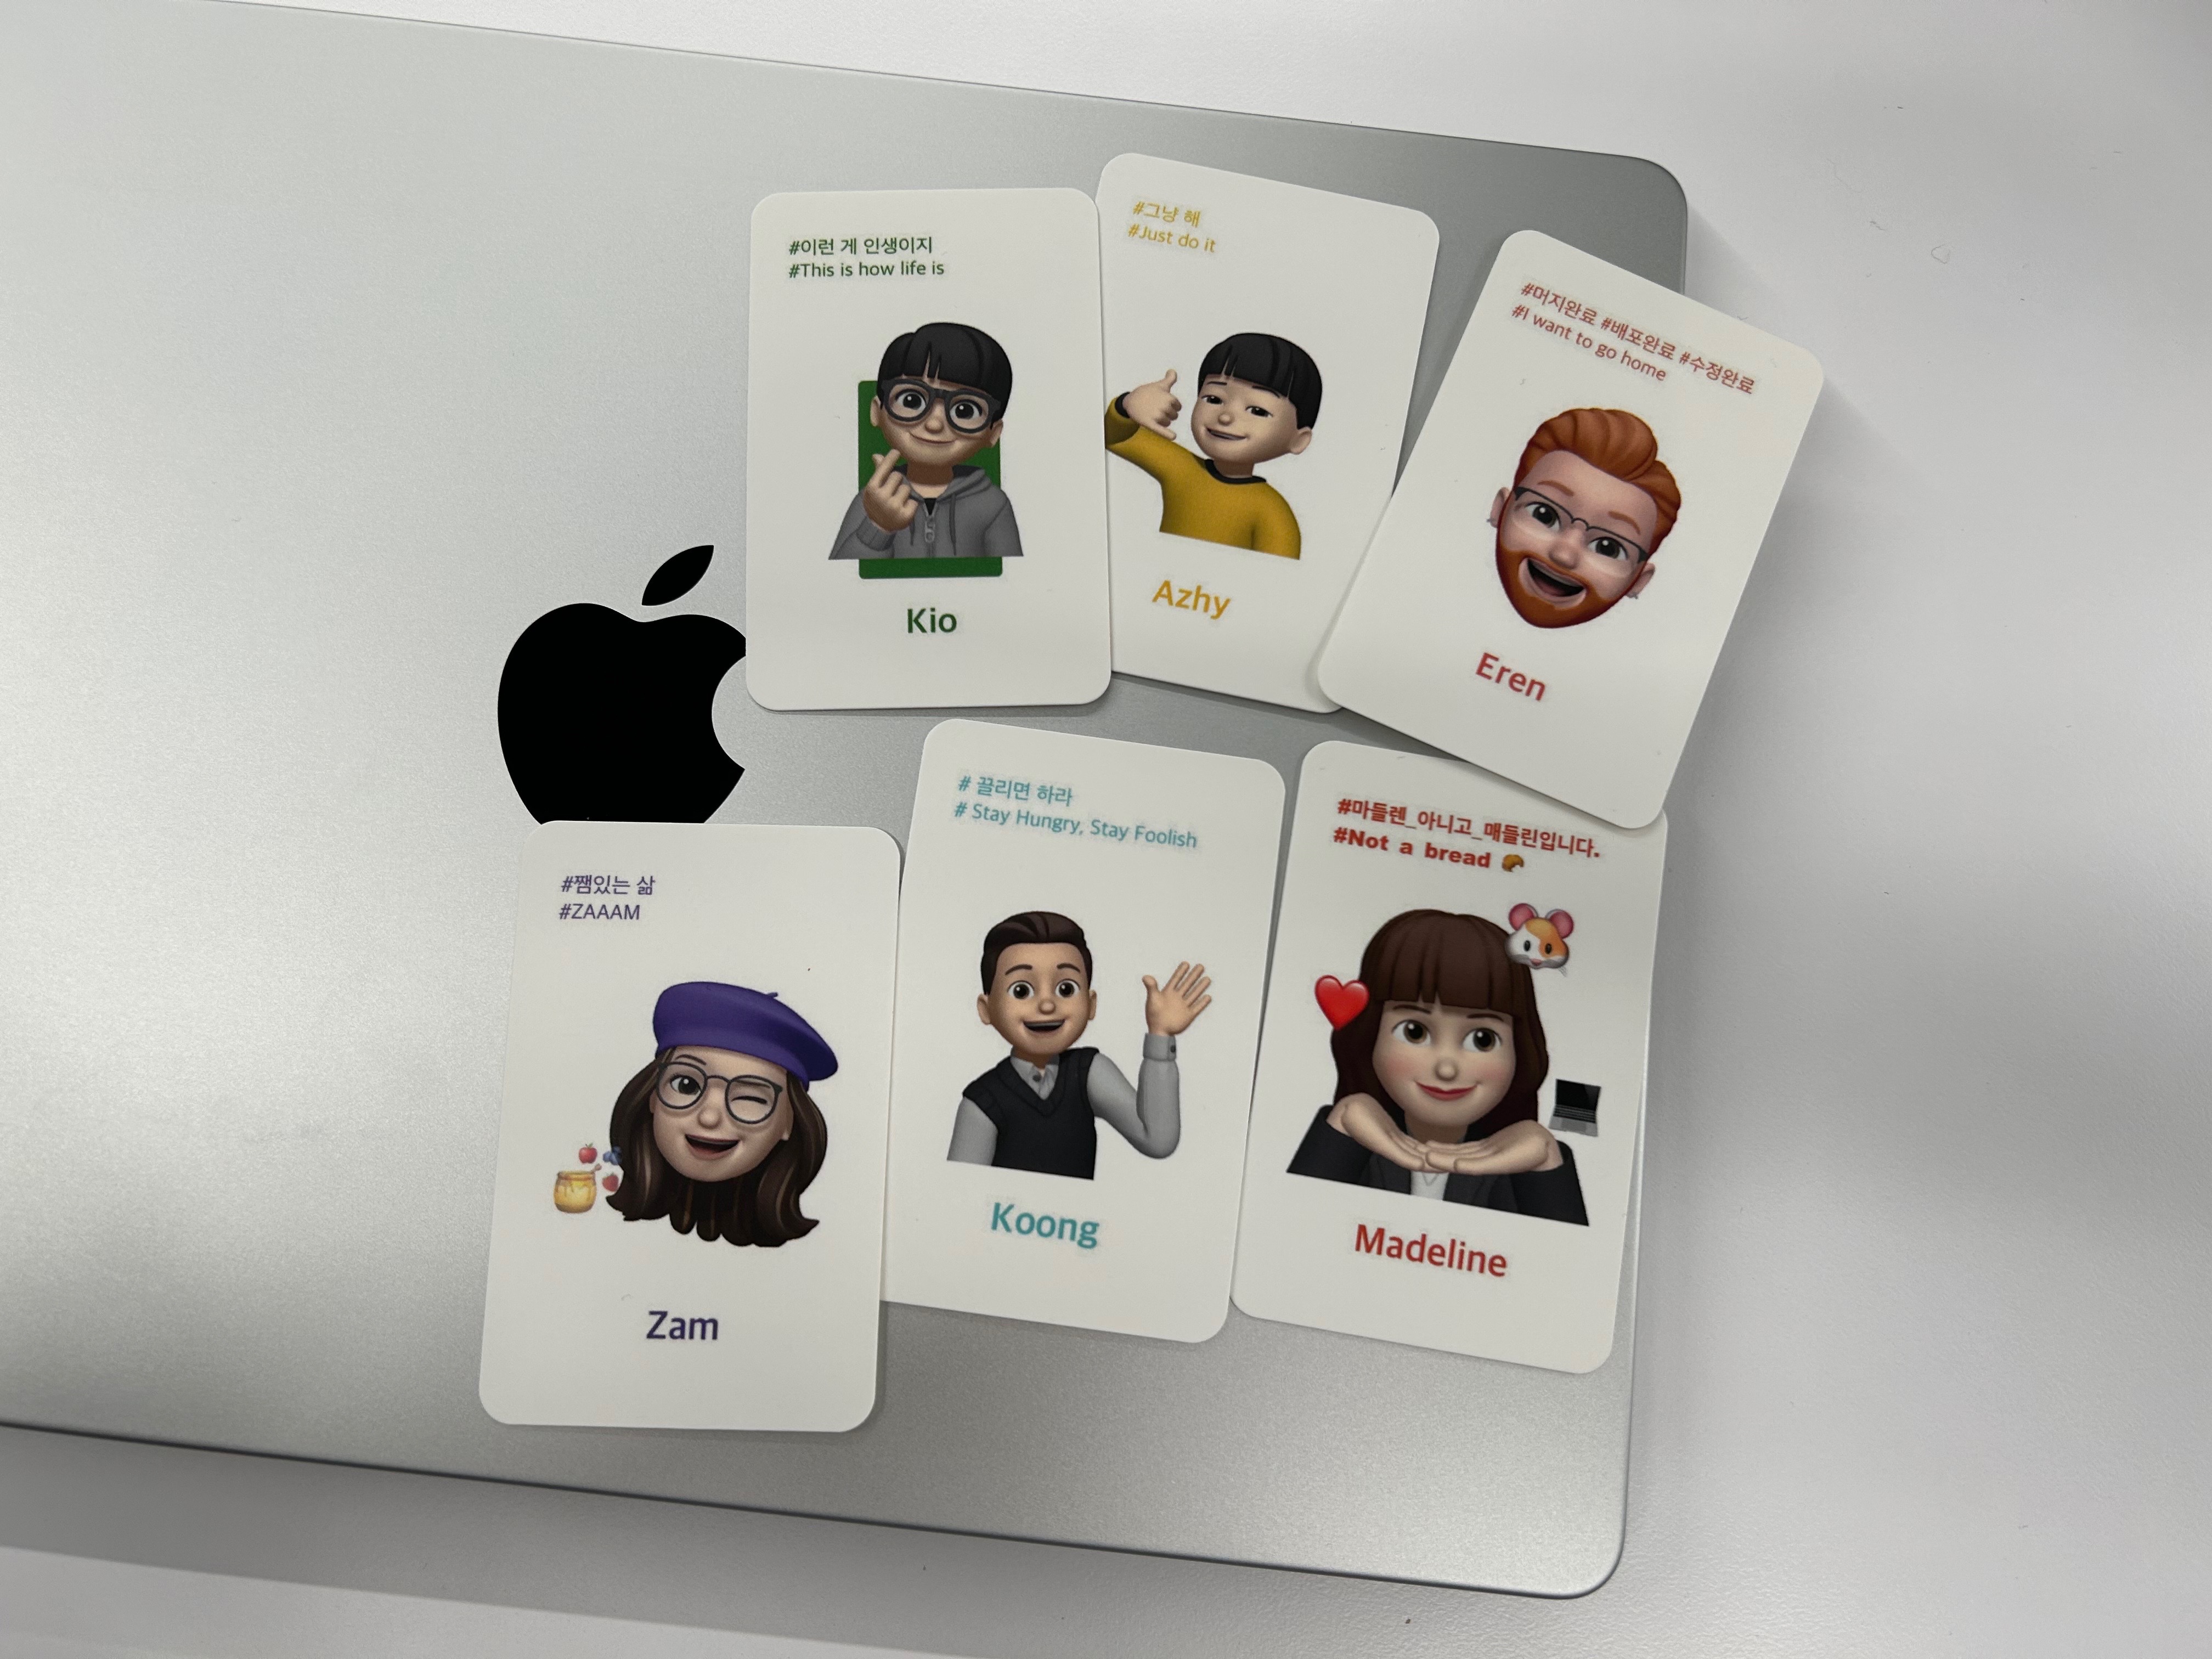 #이런 게 인생이지
#This is how life is
Kio
#그냥 해
#Just do it
Azhy
#머지완료 #배포완료 #수정완료
#I want to go home
Eren
#쨈있는 삶
#ZAAAM
Zam
# 끌리면 하라
# Stay Hungry, Stay Foolish
Koong
#마들렌_아니고_매들린입니다.
#Not a bread 🥐
Madeline